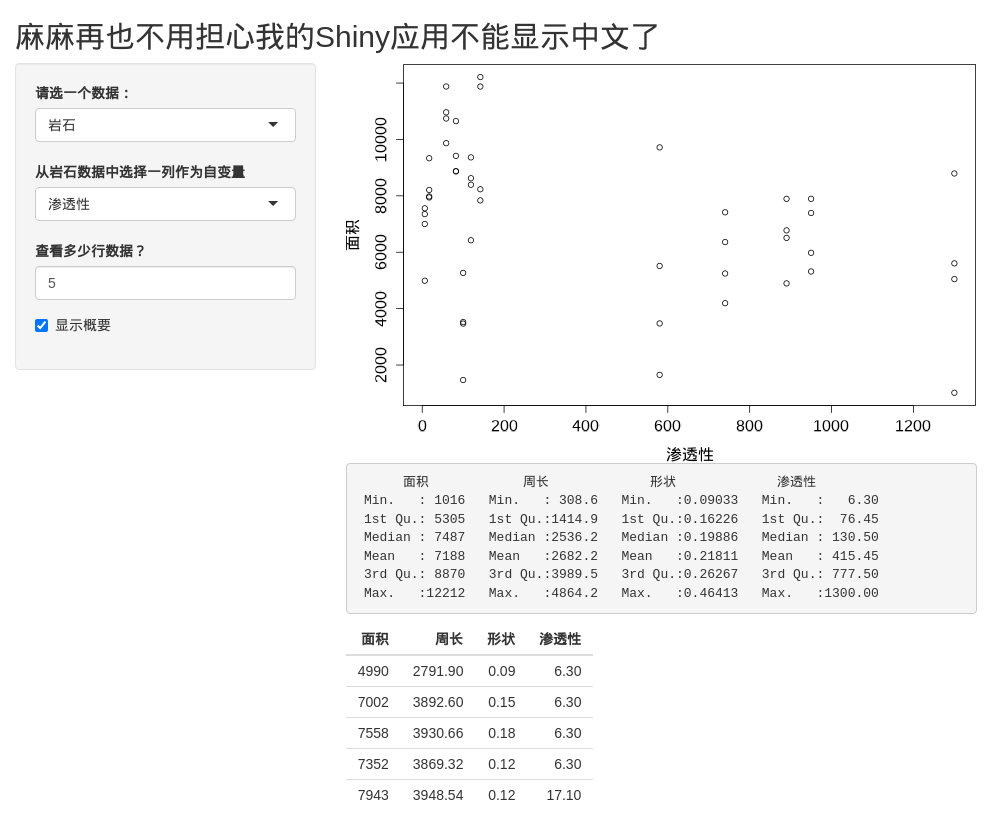 麻麻再也不用担心我的Shiny应用不能显示中文了
请选一个数据：
岩石
从岩石数据中选择一列作为自变量
渗透性
查看多少行数据？
5
显示概要
面积
10000
8000
6000
4000
2000
0 200 400 600 800 1000 1200
渗透性
面积 周长 形状 渗透性
Min. : 1016 Min. : 308.6 Min. :0.09033 Min. : 6.30
1st Qu.: 5305 1st Qu.:1414.9 1st Qu.:0.16226 1st Qu.: 76.45
Median : 7487 Median :2536.2 Median :0.19886 Median : 130.50
Mean : 7188 Mean :2682.2 Mean :0.21811 Mean : 415.45
3rd Qu.: 8870 3rd Qu.:3989.5 3rd Qu.:0.26267 3rd Qu.: 777.50
Max. :12212 Max. :4864.2 Max. :0.46413 Max. :1300.00
面积 周长 形状 渗透性
4990 2791.90 0.09 6.30
7002 3892.60 0.15 6.30
7558 3930.66 0.18 6.30
7352 3869.32 0.12 6.30
7943 3948.54 0.12 17.10